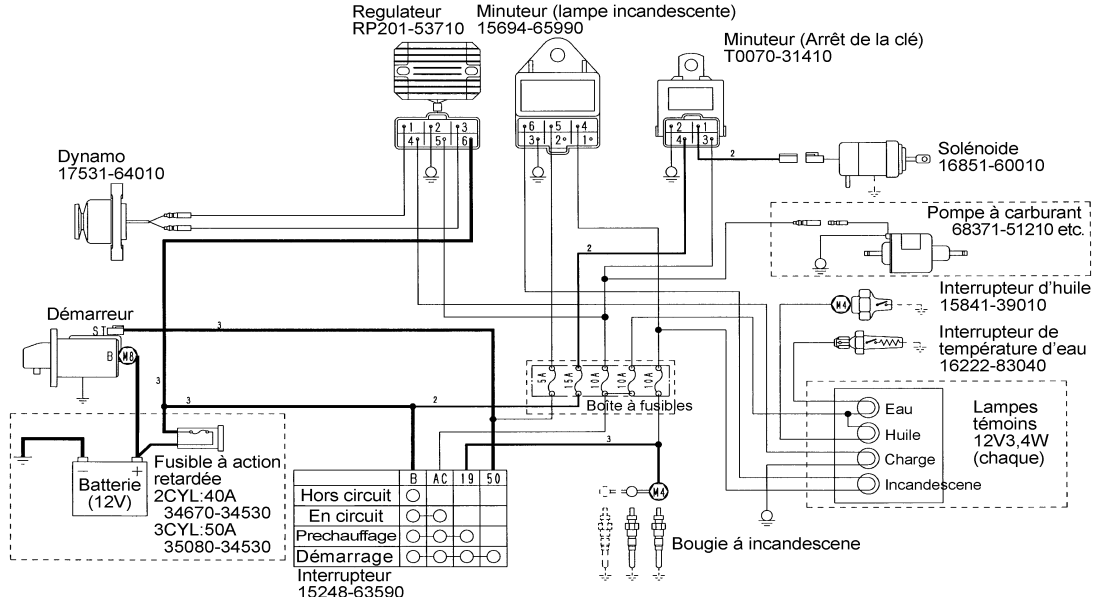 Regulateur
RP201-53710
Minuteur (lampe incandescente)
15694-65990
Minuteur (Arrêt de la clé)
T0070-31410
1 2 3
4 5 6
6 5 4
3 2 1
2 1
4 3
Dynamo
17531-64010
2
Solénoide
16851-60010
Pompe à carburant
68371-51210 etc.
2
Interrupteur d'huile
15841-39010
M4
Démarreur
ST
3
B
M8
Interrupteur de
température d'eau
16222-83040
5A
15A
10A
10A
10A
Boîte à fusibles
3
3
2
3
Eau
Huile
Charge
Incandescene
Lampes
témoins
12V3,4W
(chaque)
− +
Batterie
(12V)
Fusible à action
retardée
2CYL:40A
34670-34530
3CYL:50A
35080-34530
B AC 19 50
Hors circuit
En circuit
Prechauffage
Démarrage
Interrupteur
15248-63590
M4
Bougie á incandescene